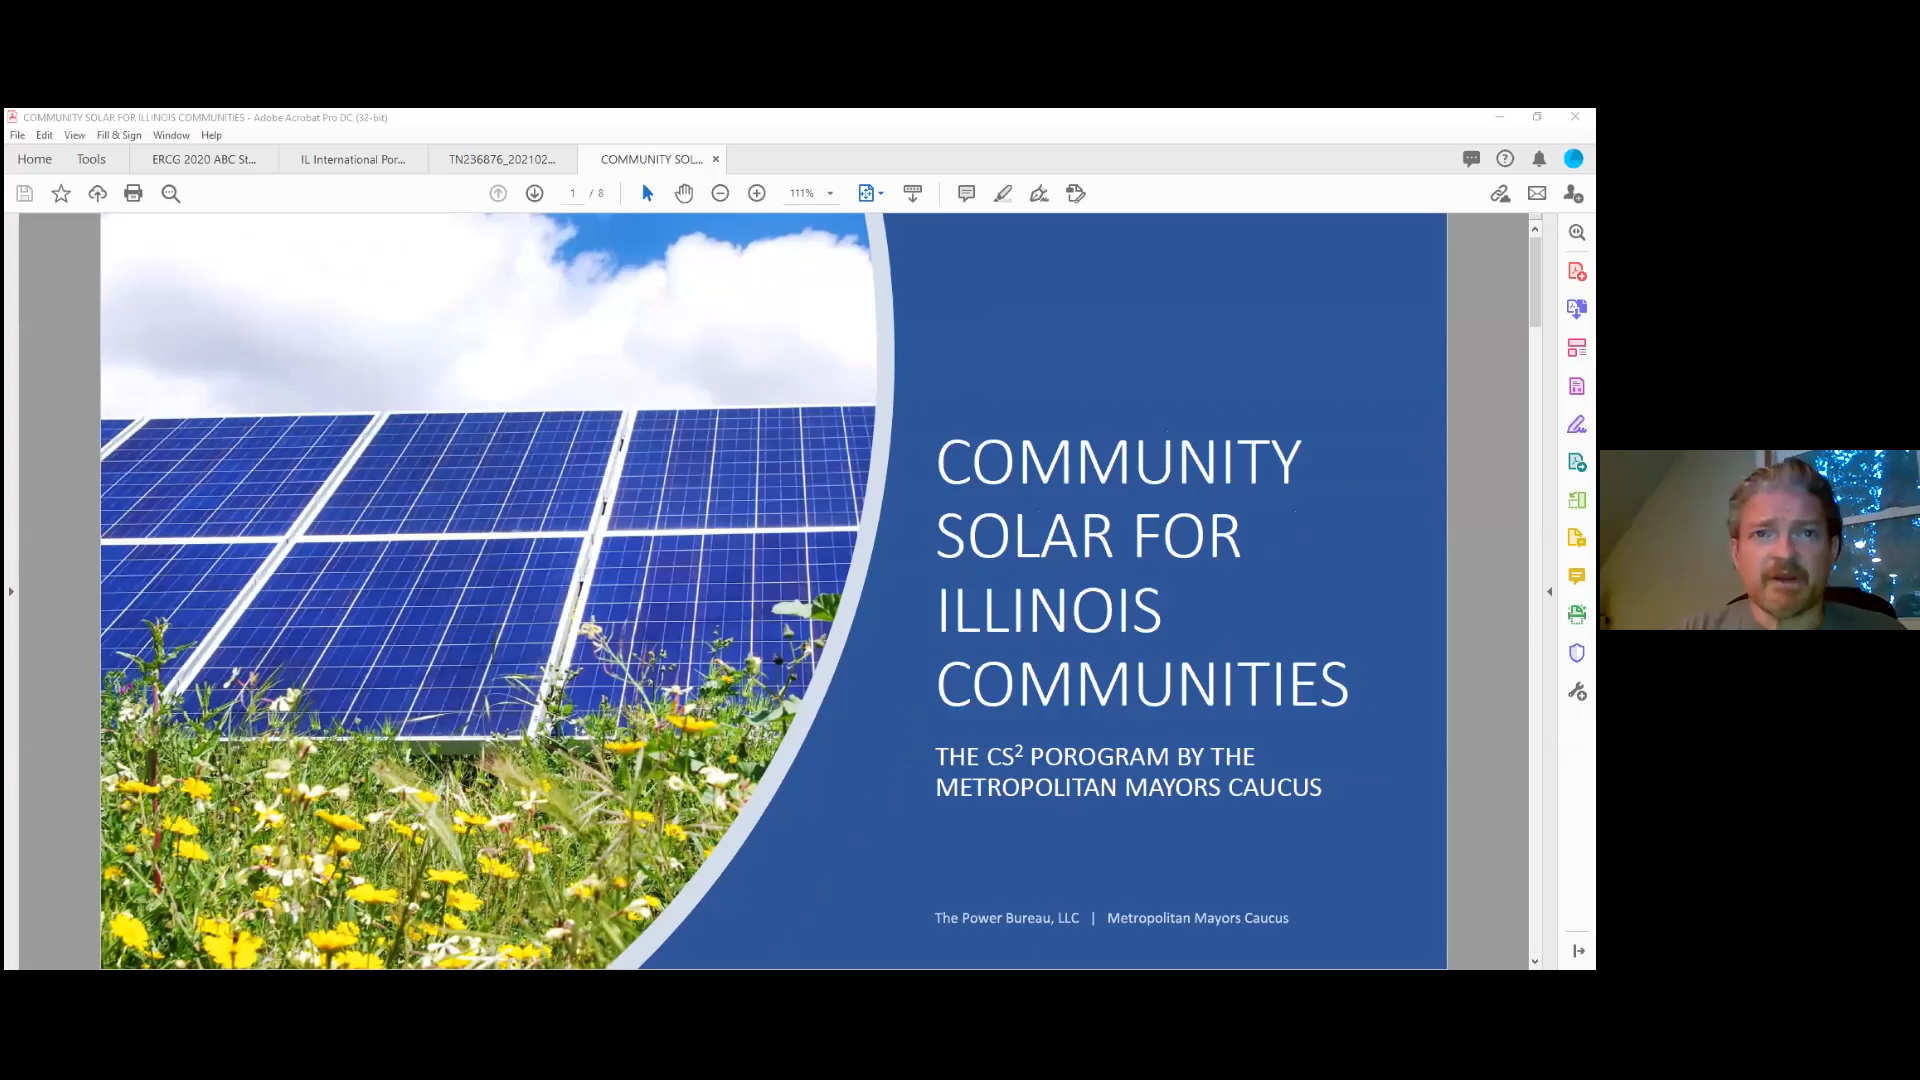 COMMUNITY SOLAR FOR ILLINOIS COMMUNITIES - Adobe Acrobat Pro DC (32-bit)
File Edit View Fill & Sign Window Help
Home Tools ERCG 2020 ABC St... IL International Por... TN236876_202102... COMMUNITY SOL... ×
1 / 8 111%
COMMUNITY
SOLAR FOR
ILLINOIS
COMMUNITIES
THE CS² POROGRAM BY THE
METROPOLITAN MAYORS CAUCUS
The Power Bureau, LLC | Metropolitan Mayors Caucus